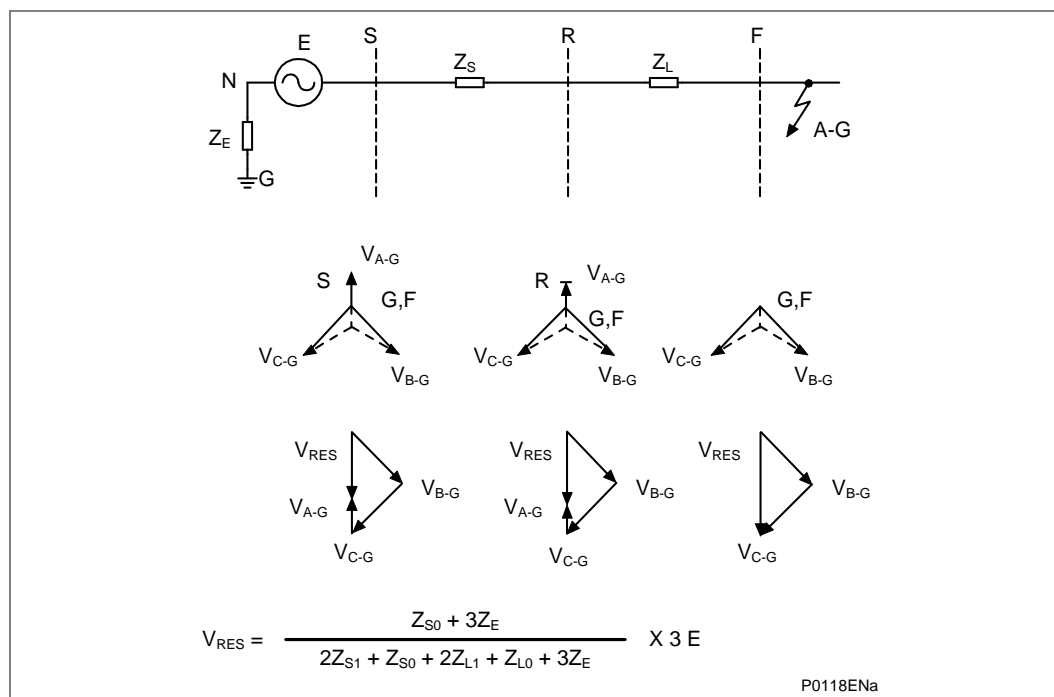 S R F
E
Z_S Z_L
N
Z_E
A-G
G
V_A-G
S R V_A-G
G,F G,F G,F
V_C-G V_B-G V_C-G V_B-G V_C-G V_B-G
V_RES V_RES V_RES
V_B-G V_B-G V_B-G
V_A-G V_A-G
V_C-G V_C-G V_C-G
V_RES = (Z_S0 + 3Z_E) / (2Z_S1 + Z_S0 + 2Z_L1 + Z_L0 + 3Z_E) X 3 E
P0118ENa